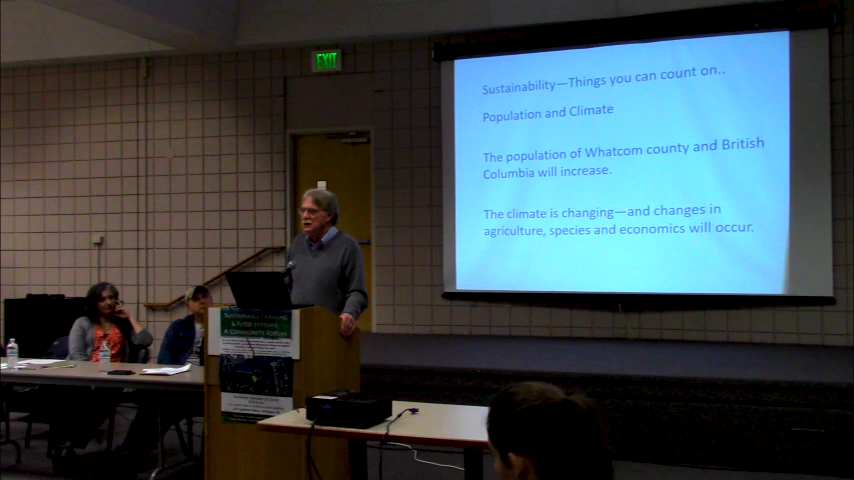 EXIT
Sustainability—Things you can count on..
Population and Climate
The population of Whatcom county and British
Columbia will increase.
The climate is changing—and changes in
agriculture, species and economics will occur.
Sustainable Farming
& Food Systems
A Community Forum